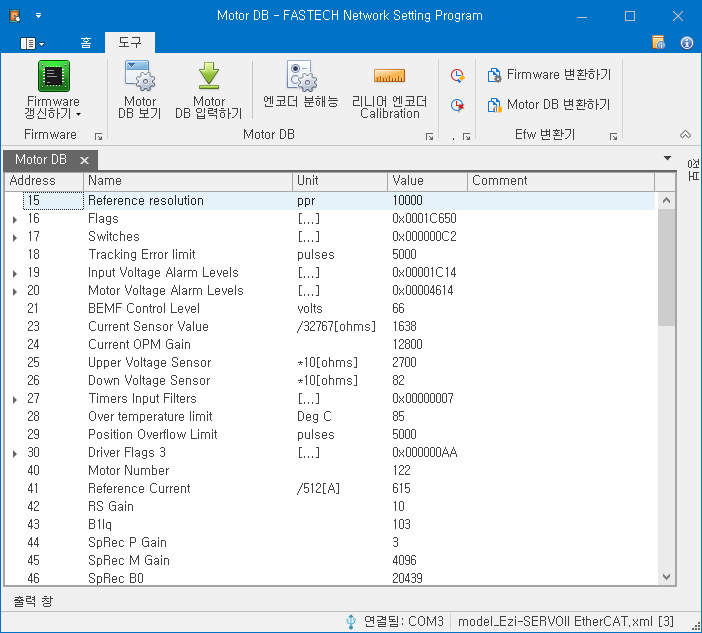 Motor DB - FASTECH Network Setting Program
홈 도구
Firmware
갱신하기
Motor
DB 보기
Motor
DB 입력하기
엔코더 분해능
리니어 엔코더
Calibration
Firmware 변환하기
Motor DB 변환하기
Firmware Motor DB . Efw 변환기
Motor DB
정보
Address Name Unit Value Comment
15 Reference resolution ppr 10000
16 Flags [...] 0x0001C650
17 Switches [...] 0x000000C2
18 Tracking Error limit pulses 5000
19 Input Voltage Alarm Levels [...] 0x00001C14
20 Motor Voltage Alarm Levels [...] 0x00004614
21 BEMF Control Level volts 66
23 Current Sensor Value /32767[ohms] 1638
24 Current OPM Gain 12800
25 Upper Voltage Sensor *10[ohms] 2700
26 Down Voltage Sensor *10[ohms] 82
27 Timers Input Filters [...] 0x00000007
28 Over temperature limit Deg C 85
29 Position Overflow Limit pulses 5000
30 Driver Flags 3 [...] 0x000000AA
40 Motor Number 122
41 Reference Current /512[A] 615
42 RS Gain 10
43 B1Iq 103
44 SpRec P Gain 3
45 SpRec M Gain 4096
46 SpRec B0 20439
출력 창
연결됨: COM3 model_Ezi-SERVOII EtherCAT.xml [3]